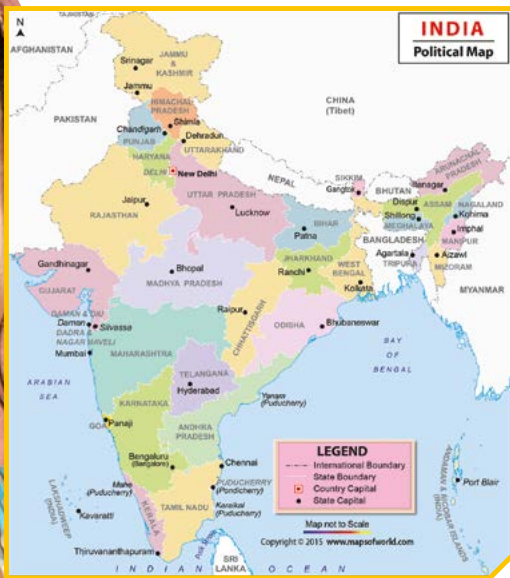 INDIA
Political Map
N
TAJIKISTAN
AFGHANISTAN
PAKISTAN
CHINA
(Tibet)
JAMMU
&
KASHMIR
Srinagar
Jammu
HIMACHAL
PRADESH
Shimla
Chandigarh
PUNJAB
Dehradun
UTTARAKHAND
HARYANA
DELHI
New Delhi
RAJASTHAN
Jaipur
UTTAR PRADESH
Lucknow
NEPAL
SIKKIM
Gangtok
BHUTAN
ARUNACHAL
PRADESH
Itanagar
Dispur
ASSAM
NAGALAND
Shillong
Kohima
MEGHALAYA
Imphal
MANIPUR
BANGLADESH
Agartala
Aizawl
TRIPURA
MIZORAM
MYANMAR
BIHAR
Patna
JHARKHAND
Ranchi
WEST
BENGAL
Kolkata
Gandhinagar
GUJARAT
Bhopal
MADHYA PRADESH
Raipur
CHHATTISGARH
ODISHA
Bhubaneswar
DAMAN & DIU
Daman
Silvassa
DADRA &
NAGAR HAVELI
Mumbai
MAHARASHTRA
TELANGANA
Hyderabad
Yanam
(Puducherry)
ARABIAN
SEA
BAY
OF
BENGAL
KARNATAKA
GOA
Panaji
ANDHRA
PRADESH
Bengaluru
(Bangalore)
Chennai
Mahe
(Puducherry)
PUDUCHERRY
(Pondicherry)
Karaikal
(Puducherry)
TAMIL NADU
KERALA
LAKSHADWEEP
(INDIA)
Kavaratti
Thiruvananthapuram
SRI
LANKA
INDIAN OCEAN
ANDAMAN & NICOBAR ISLANDS
(INDIA)
Port Blair
LEGEND
International Boundary
State Boundary
Country Capital
State Capital
Map not to Scale
Copyright © 2015 www.mapsofworld.com